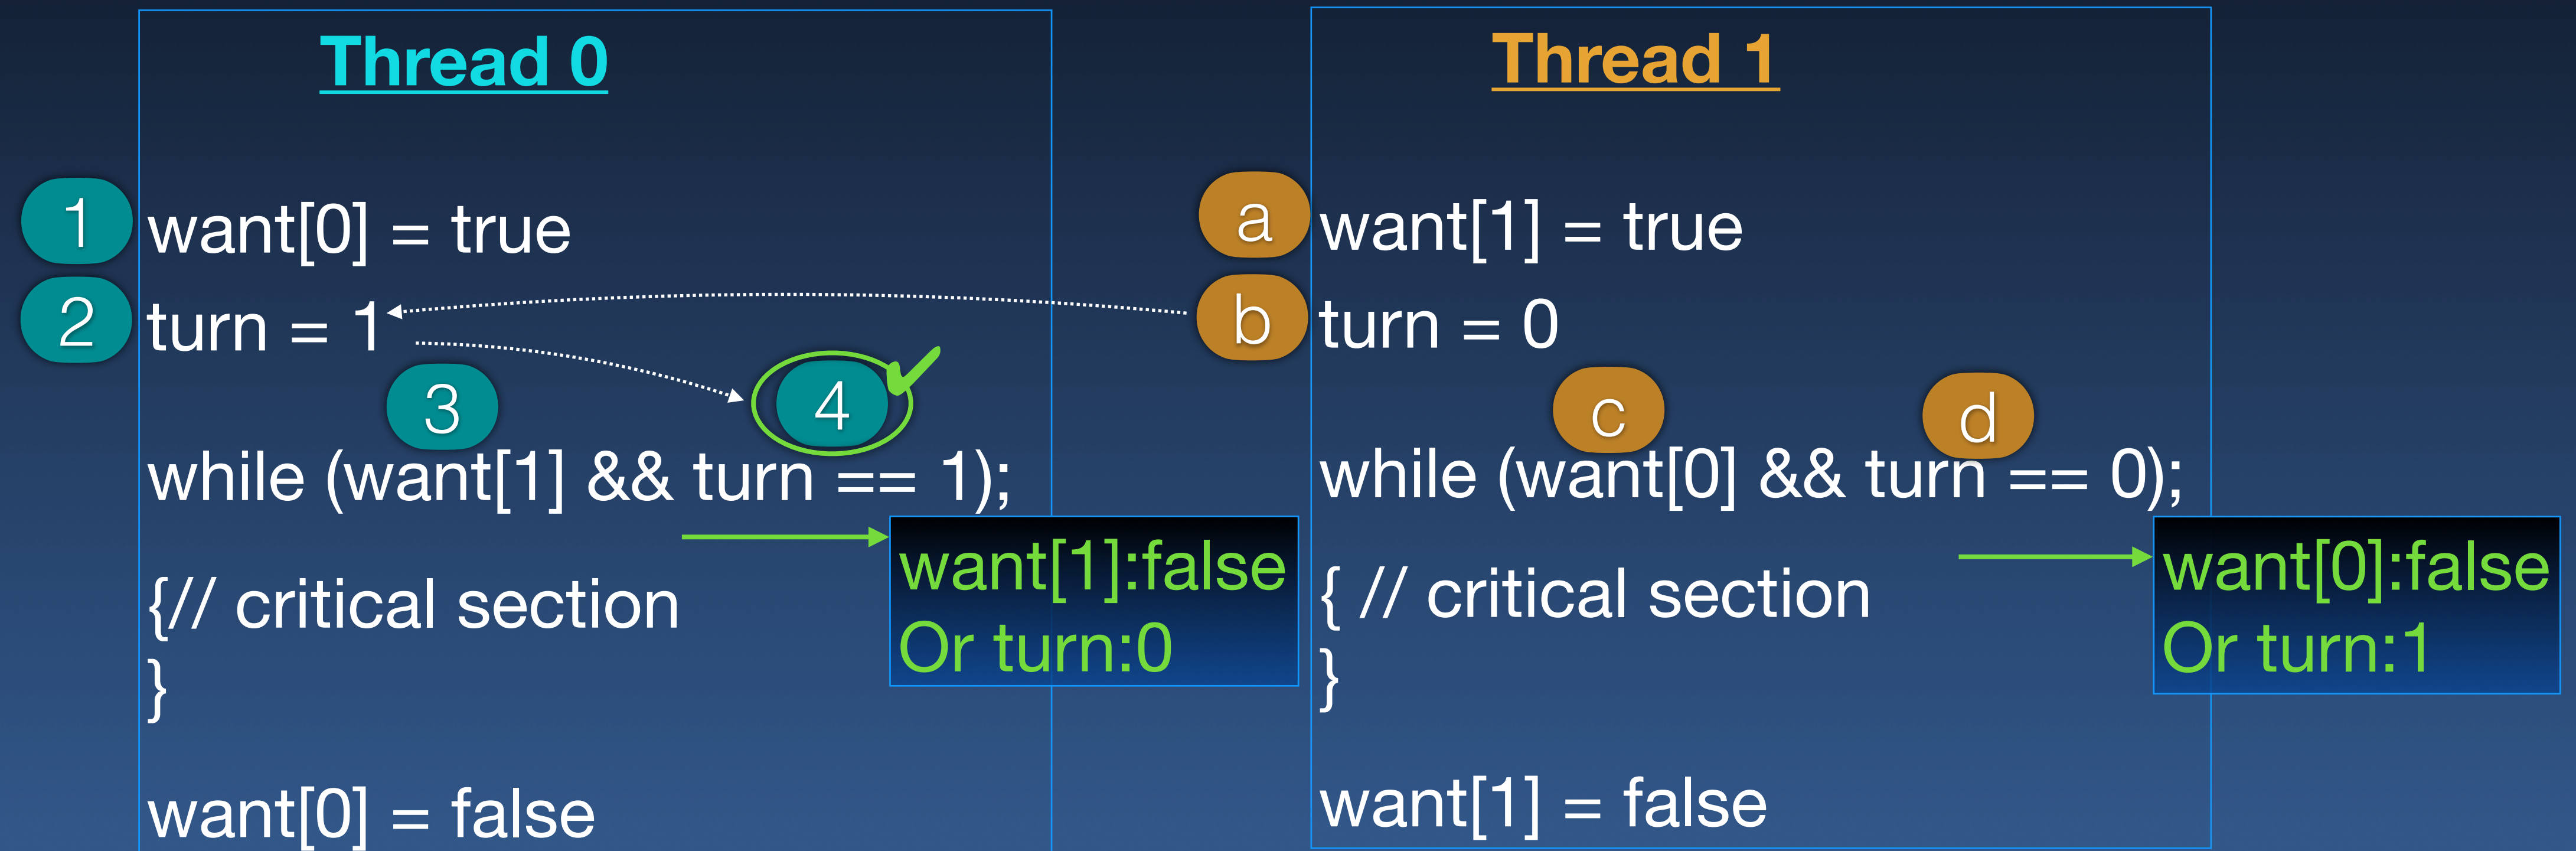 Thread 0
1 want[0] = true
2 turn = 1
3 4
while (want[1] && turn == 1);
want[1]:false
Or turn:0
{// critical section
}
want[0] = false
Thread 1
a want[1] = true
b turn = 0
c d
while (want[0] && turn == 0);
want[0]:false
Or turn:1
{ // critical section
}
want[1] = false